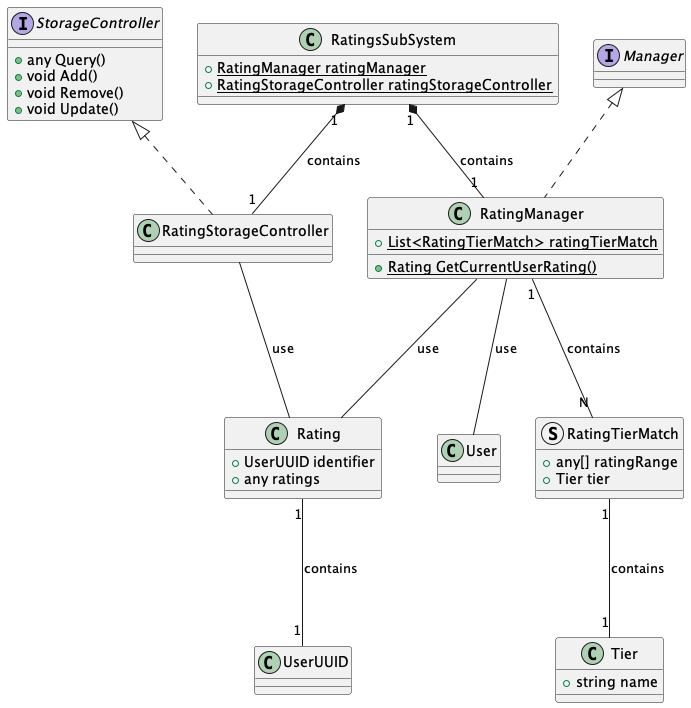 I StorageController
any Query()
void Add()
void Remove()
void Update()
C RatingsSubSystem
RatingManager ratingManager
RatingStorageController ratingStorageController
I Manager
1
1
contains
contains
1
1
C RatingStorageController
C RatingManager
List<RatingTierMatch> ratingTierMatch
Rating GetCurrentUserRating()
1
use
use
use
contains
N
C Rating
UserUUID identifier
any ratings
C User
S RatingTierMatch
any[] ratingRange
Tier tier
1
1
contains
contains
1
1
C UserUUID
C Tier
string name